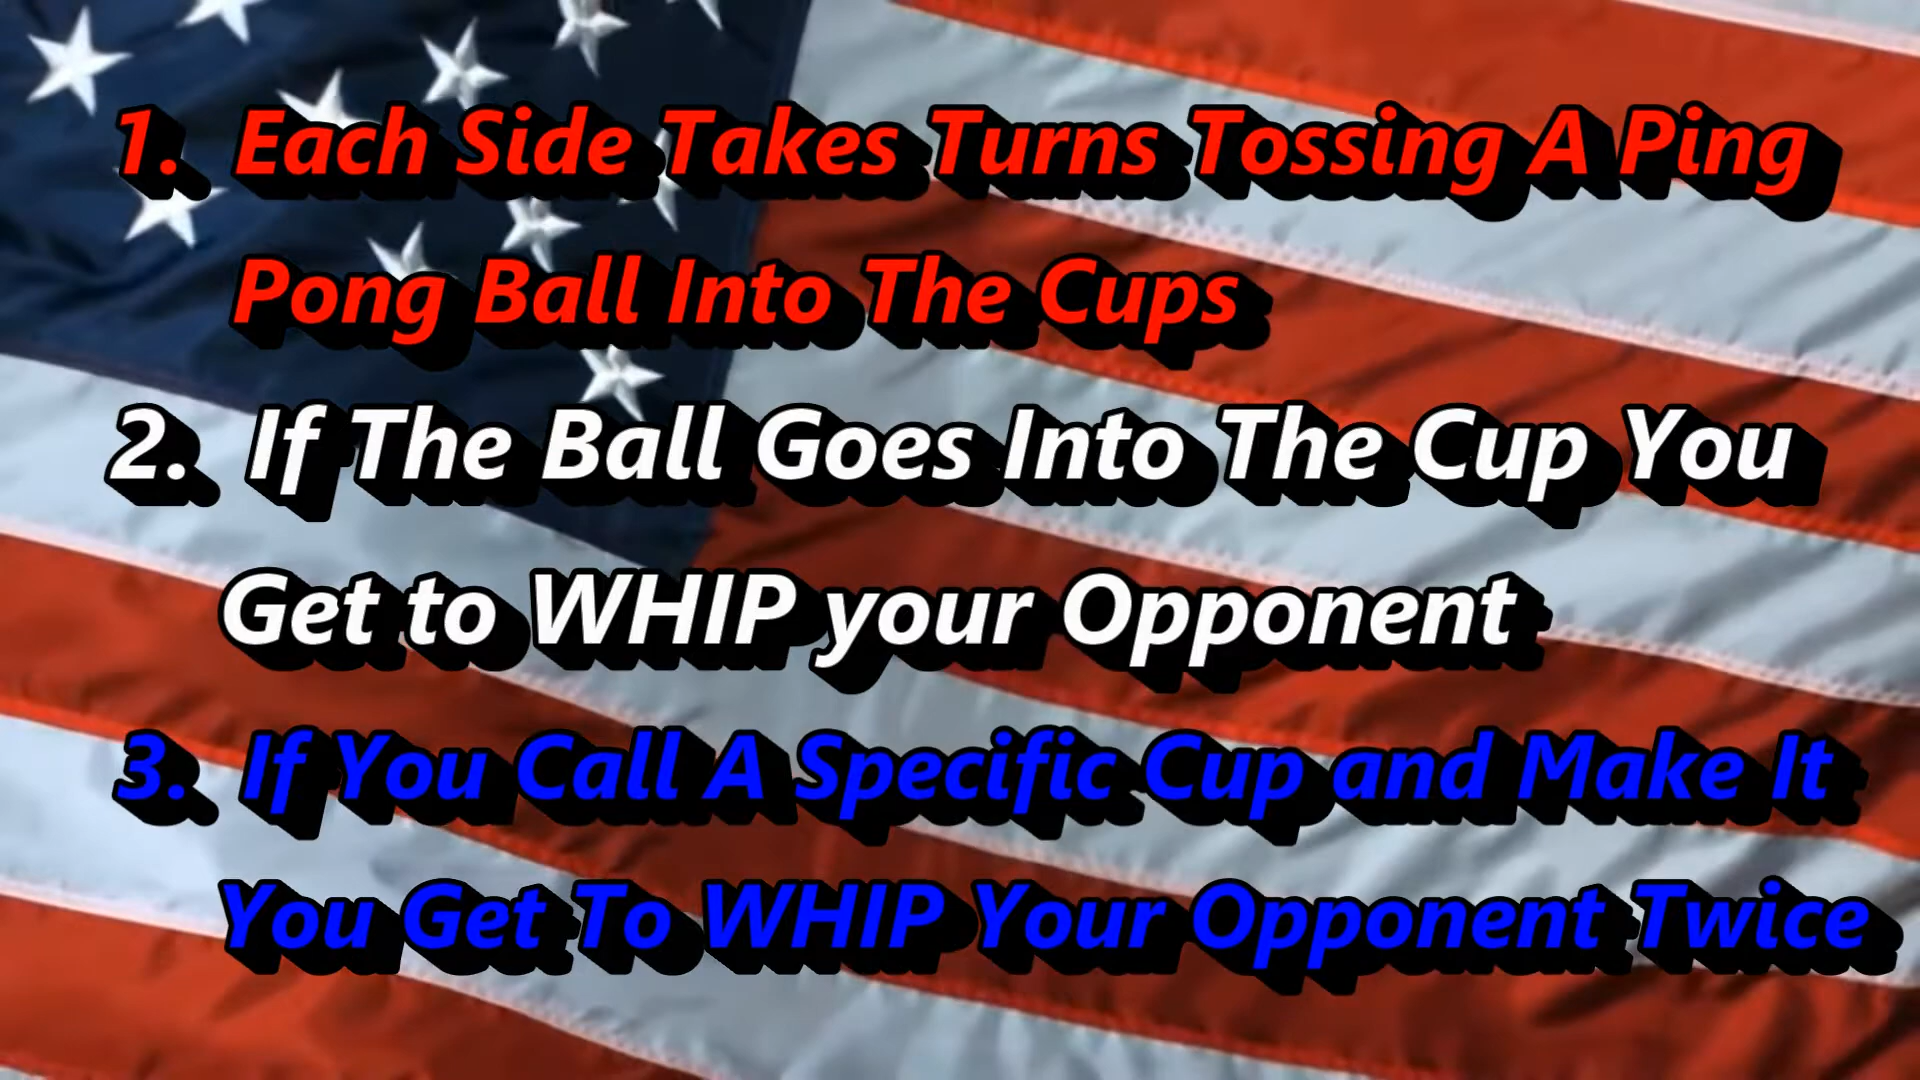 1. Each Side Takes Turns Tossing A Ping
Pong Ball Into The Cups
2. If The Ball Goes Into The Cup You
Get to WHIP your Opponent
3. If You Call A Specific Cup and Make It
You Get To WHIP Your Opponent Twice